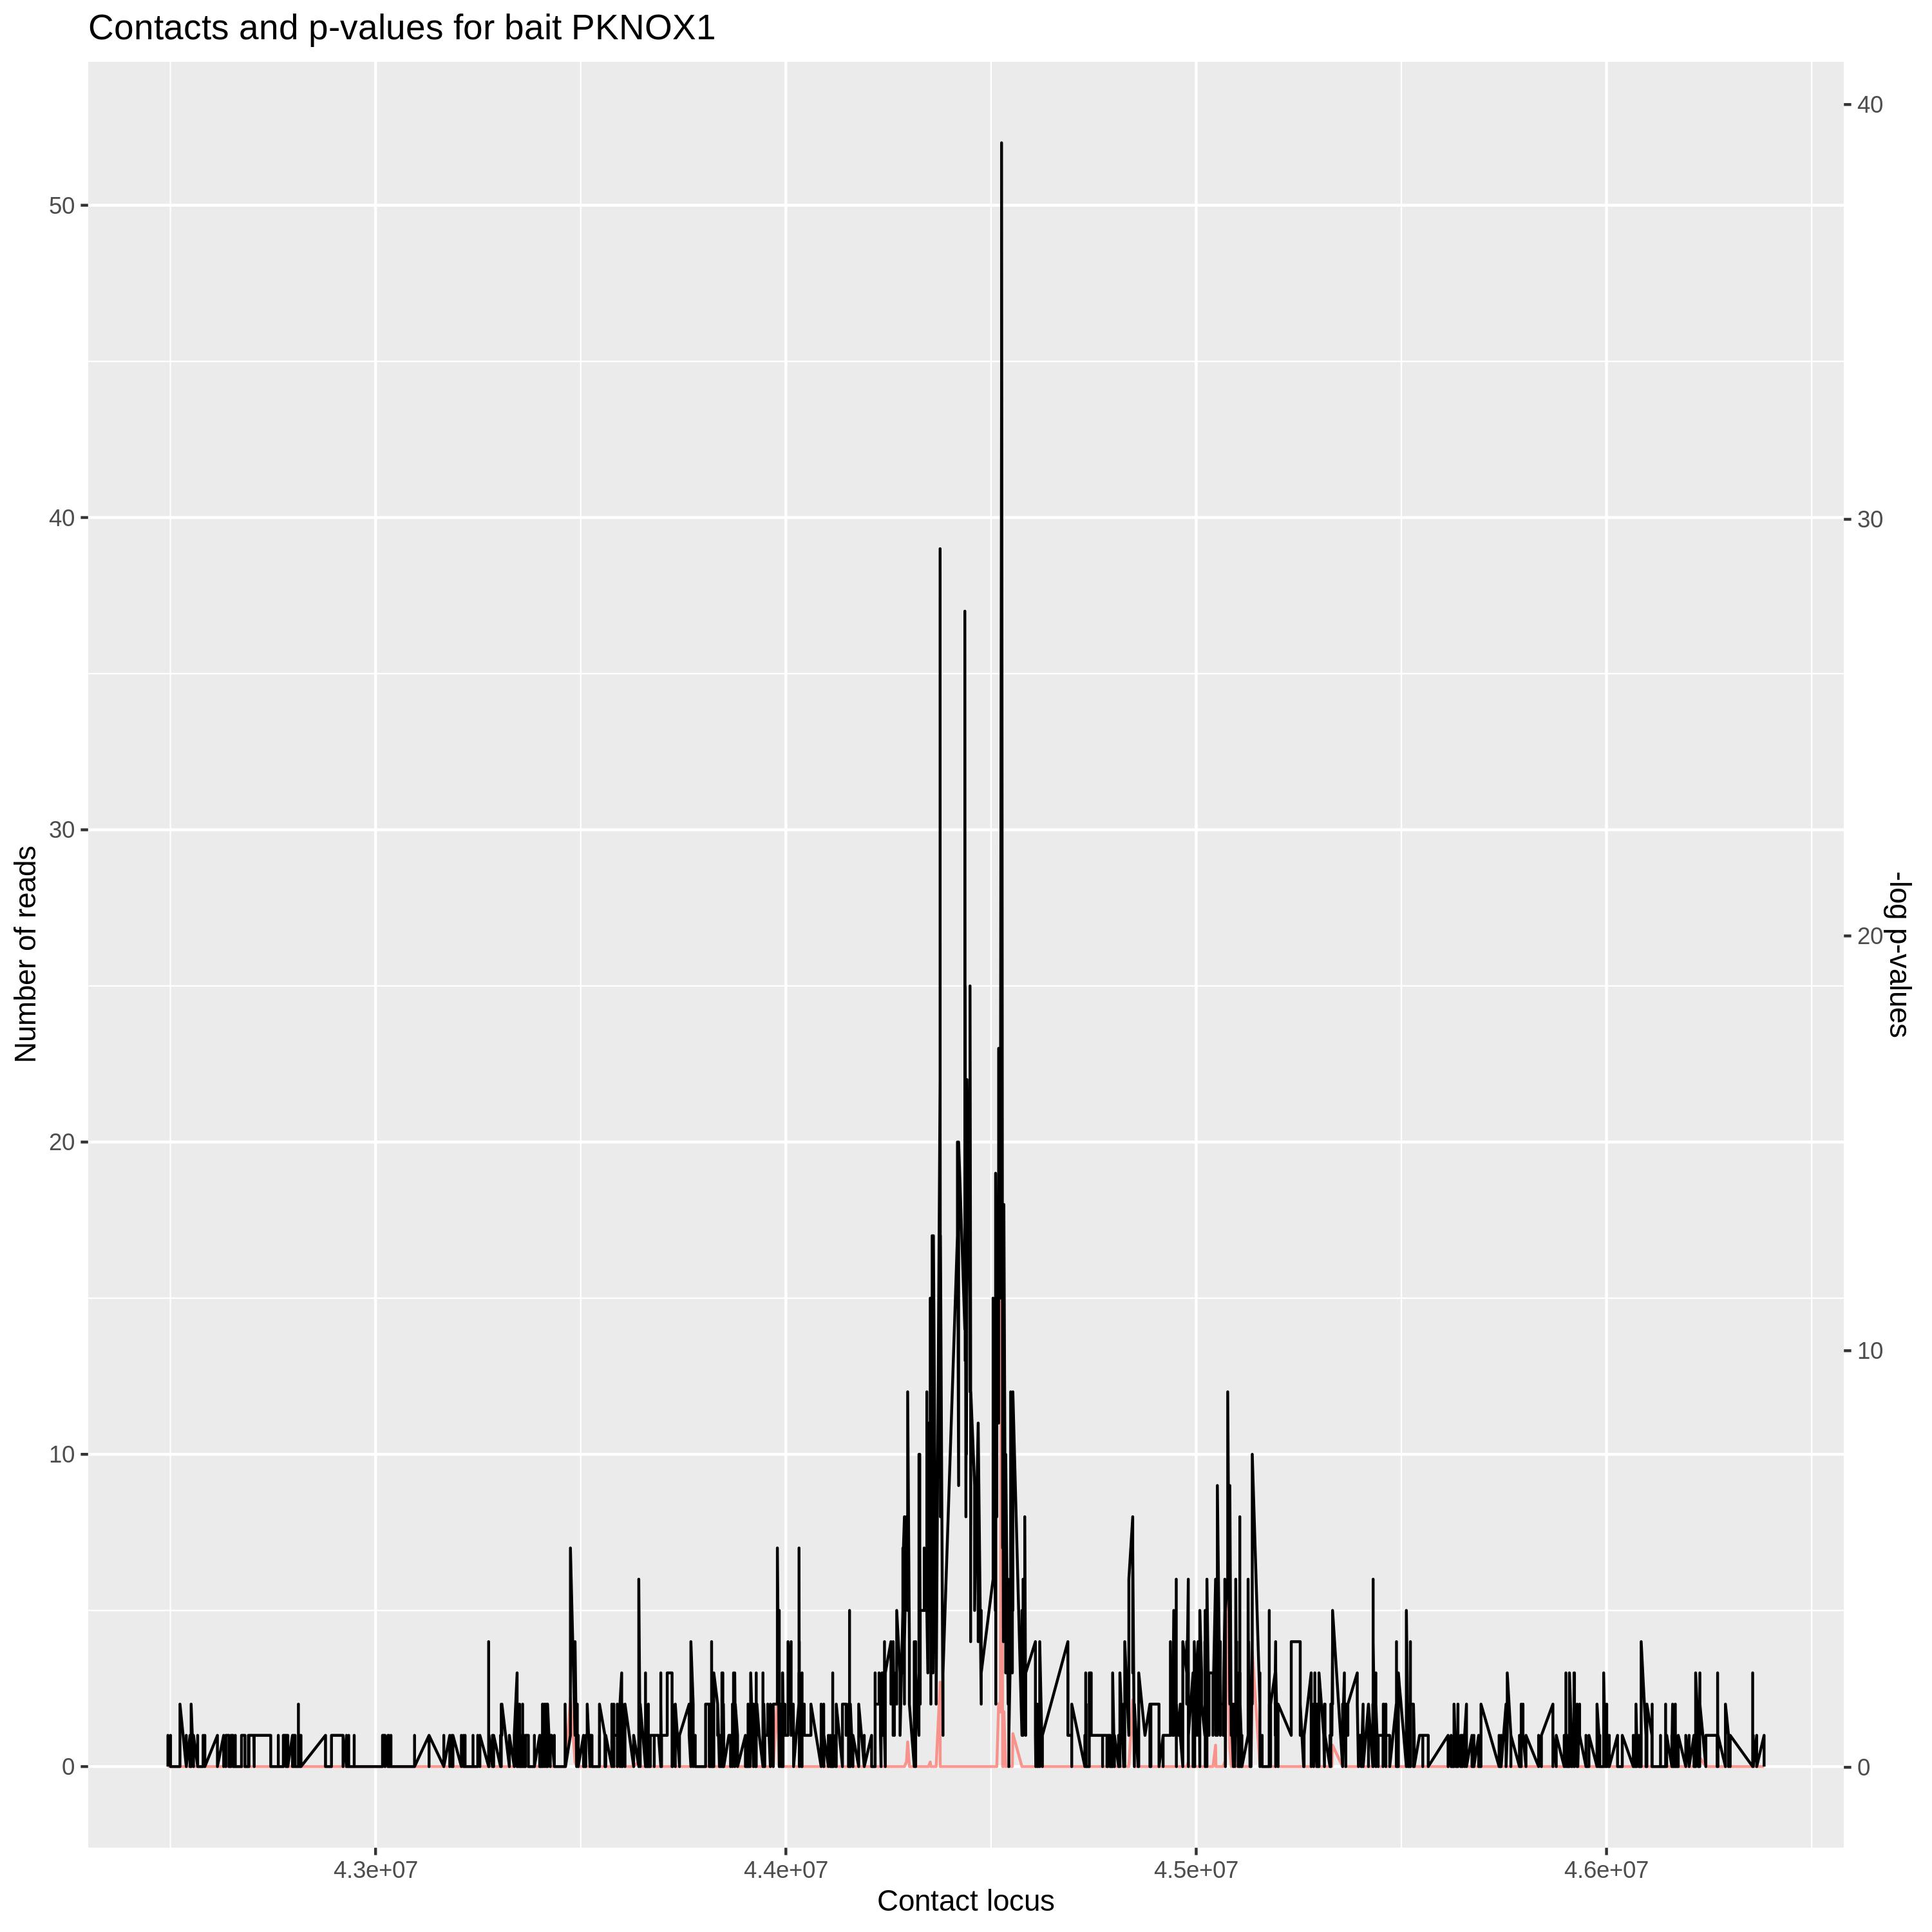 Contacts and p-values for bait PKNOX1
50
40
30
20
10
0
Number of reads
40
30
20
10
0
-log p-values
4.3e+07
4.4e+07
4.5e+07
4.6e+07
Contact locus